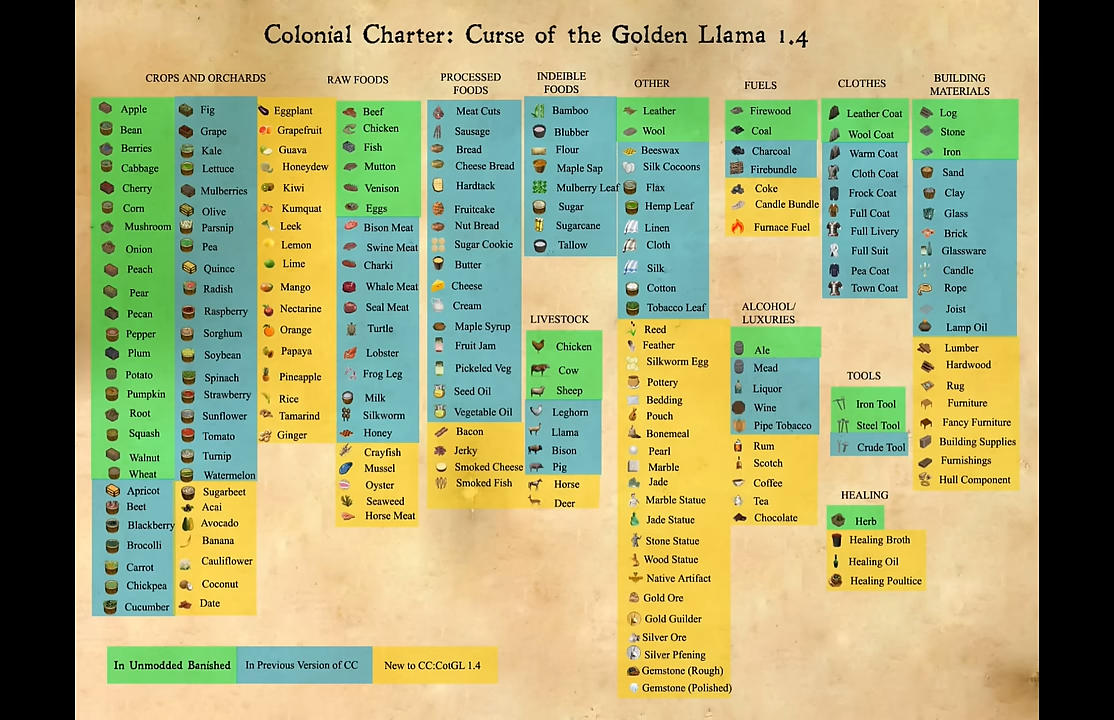 Colonial Charter: Curse of the Golden Llama 1.4
CROPS AND ORCHARDS
Apple
Bean
Berries
Cabbage
Cherry
Corn
Mushroom
Onion
Peach
Pear
Pecan
Pepper
Plum
Potato
Pumpkin
Root
Squash
Walnut
Wheat
Apricot
Beet
Blackberry
Brocolli
Carrot
Chickpea
Cucumber
Fig
Grape
Kale
Lettuce
Mulberries
Olive
Parsnip
Pea
Quince
Radish
Raspberry
Sorghum
Soybean
Spinach
Strawberry
Sunflower
Tomato
Turnip
Watermelon
Sugarbeet
Acai
Avocado
Banana
Cauliflower
Coconut
Date
Eggplant
Grapefruit
Guava
Honeydew
Kiwi
Kumquat
Leek
Lemon
Lime
Mango
Nectarine
Orange
Papaya
Pineapple
Rice
Tamarind
Ginger
RAW FOODS
Beef
Chicken
Fish
Mutton
Venison
Eggs
Bison Meat
Swine Meat
Charki
Whale Meat
Seal Meat
Turtle
Lobster
Frog Leg
Milk
Silkworm
Honey
Crayfish
Mussel
Oyster
Seaweed
Horse Meat
PROCESSED
FOODS
Meat Cuts
Sausage
Bread
Cheese Bread
Hardtack
Fruitcake
Nut Bread
Sugar Cookie
Butter
Cheese
Cream
Maple Syrup
Fruit Jam
Pickeled Veg
Seed Oil
Vegetable Oil
Bacon
Jerky
Smoked Cheese
Smoked Fish
INDEIBLE
FOODS
Bamboo
Blubber
Flour
Maple Sap
Mulberry Leaf
Sugar
Sugarcane
Tallow
LIVESTOCK
Chicken
Cow
Sheep
Leghorn
Llama
Bison
Pig
Horse
Deer
OTHER
Leather
Wool
Beeswax
Silk Cocoons
Flax
Hemp Leaf
Linen
Cloth
Silk
Cotton
Tobacco Leaf
Reed
Feather
Silkworm Egg
Pottery
Bedding
Pouch
Bonemeal
Pearl
Marble
Jade
Marble Statue
Jade Statue
Stone Statue
Wood Statue
Native Artifact
Gold Ore
Gold Guilder
Silver Ore
Silver Pfening
Gemstone (Rough)
Gemstone (Polished)
FUELS
Firewood
Coal
Charcoal
Firebundle
Coke
Candle Bundle
Furnace Fuel
ALCOHOL/
LUXURIES
Ale
Mead
Liquor
Wine
Pipe Tobacco
Rum
Scotch
Coffee
Tea
Chocolate
CLOTHES
Leather Coat
Wool Coat
Warm Coat
Cloth Coat
Frock Coat
Full Coat
Full Livery
Full Suit
Pea Coat
Town Coat
TOOLS
Iron Tool
Steel Tool
Crude Tool
HEALING
Herb
Healing Broth
Healing Oil
Healing Poultice
BUILDING
MATERIALS
Log
Stone
Iron
Sand
Clay
Glass
Brick
Glassware
Candle
Rope
Joist
Lamp Oil
Lumber
Hardwood
Rug
Furniture
Fancy Furniture
Building Supplies
Furnishings
Hull Component
In Unmodded Banished
In Previous Version of CC
New to CC:CotGL 1.4